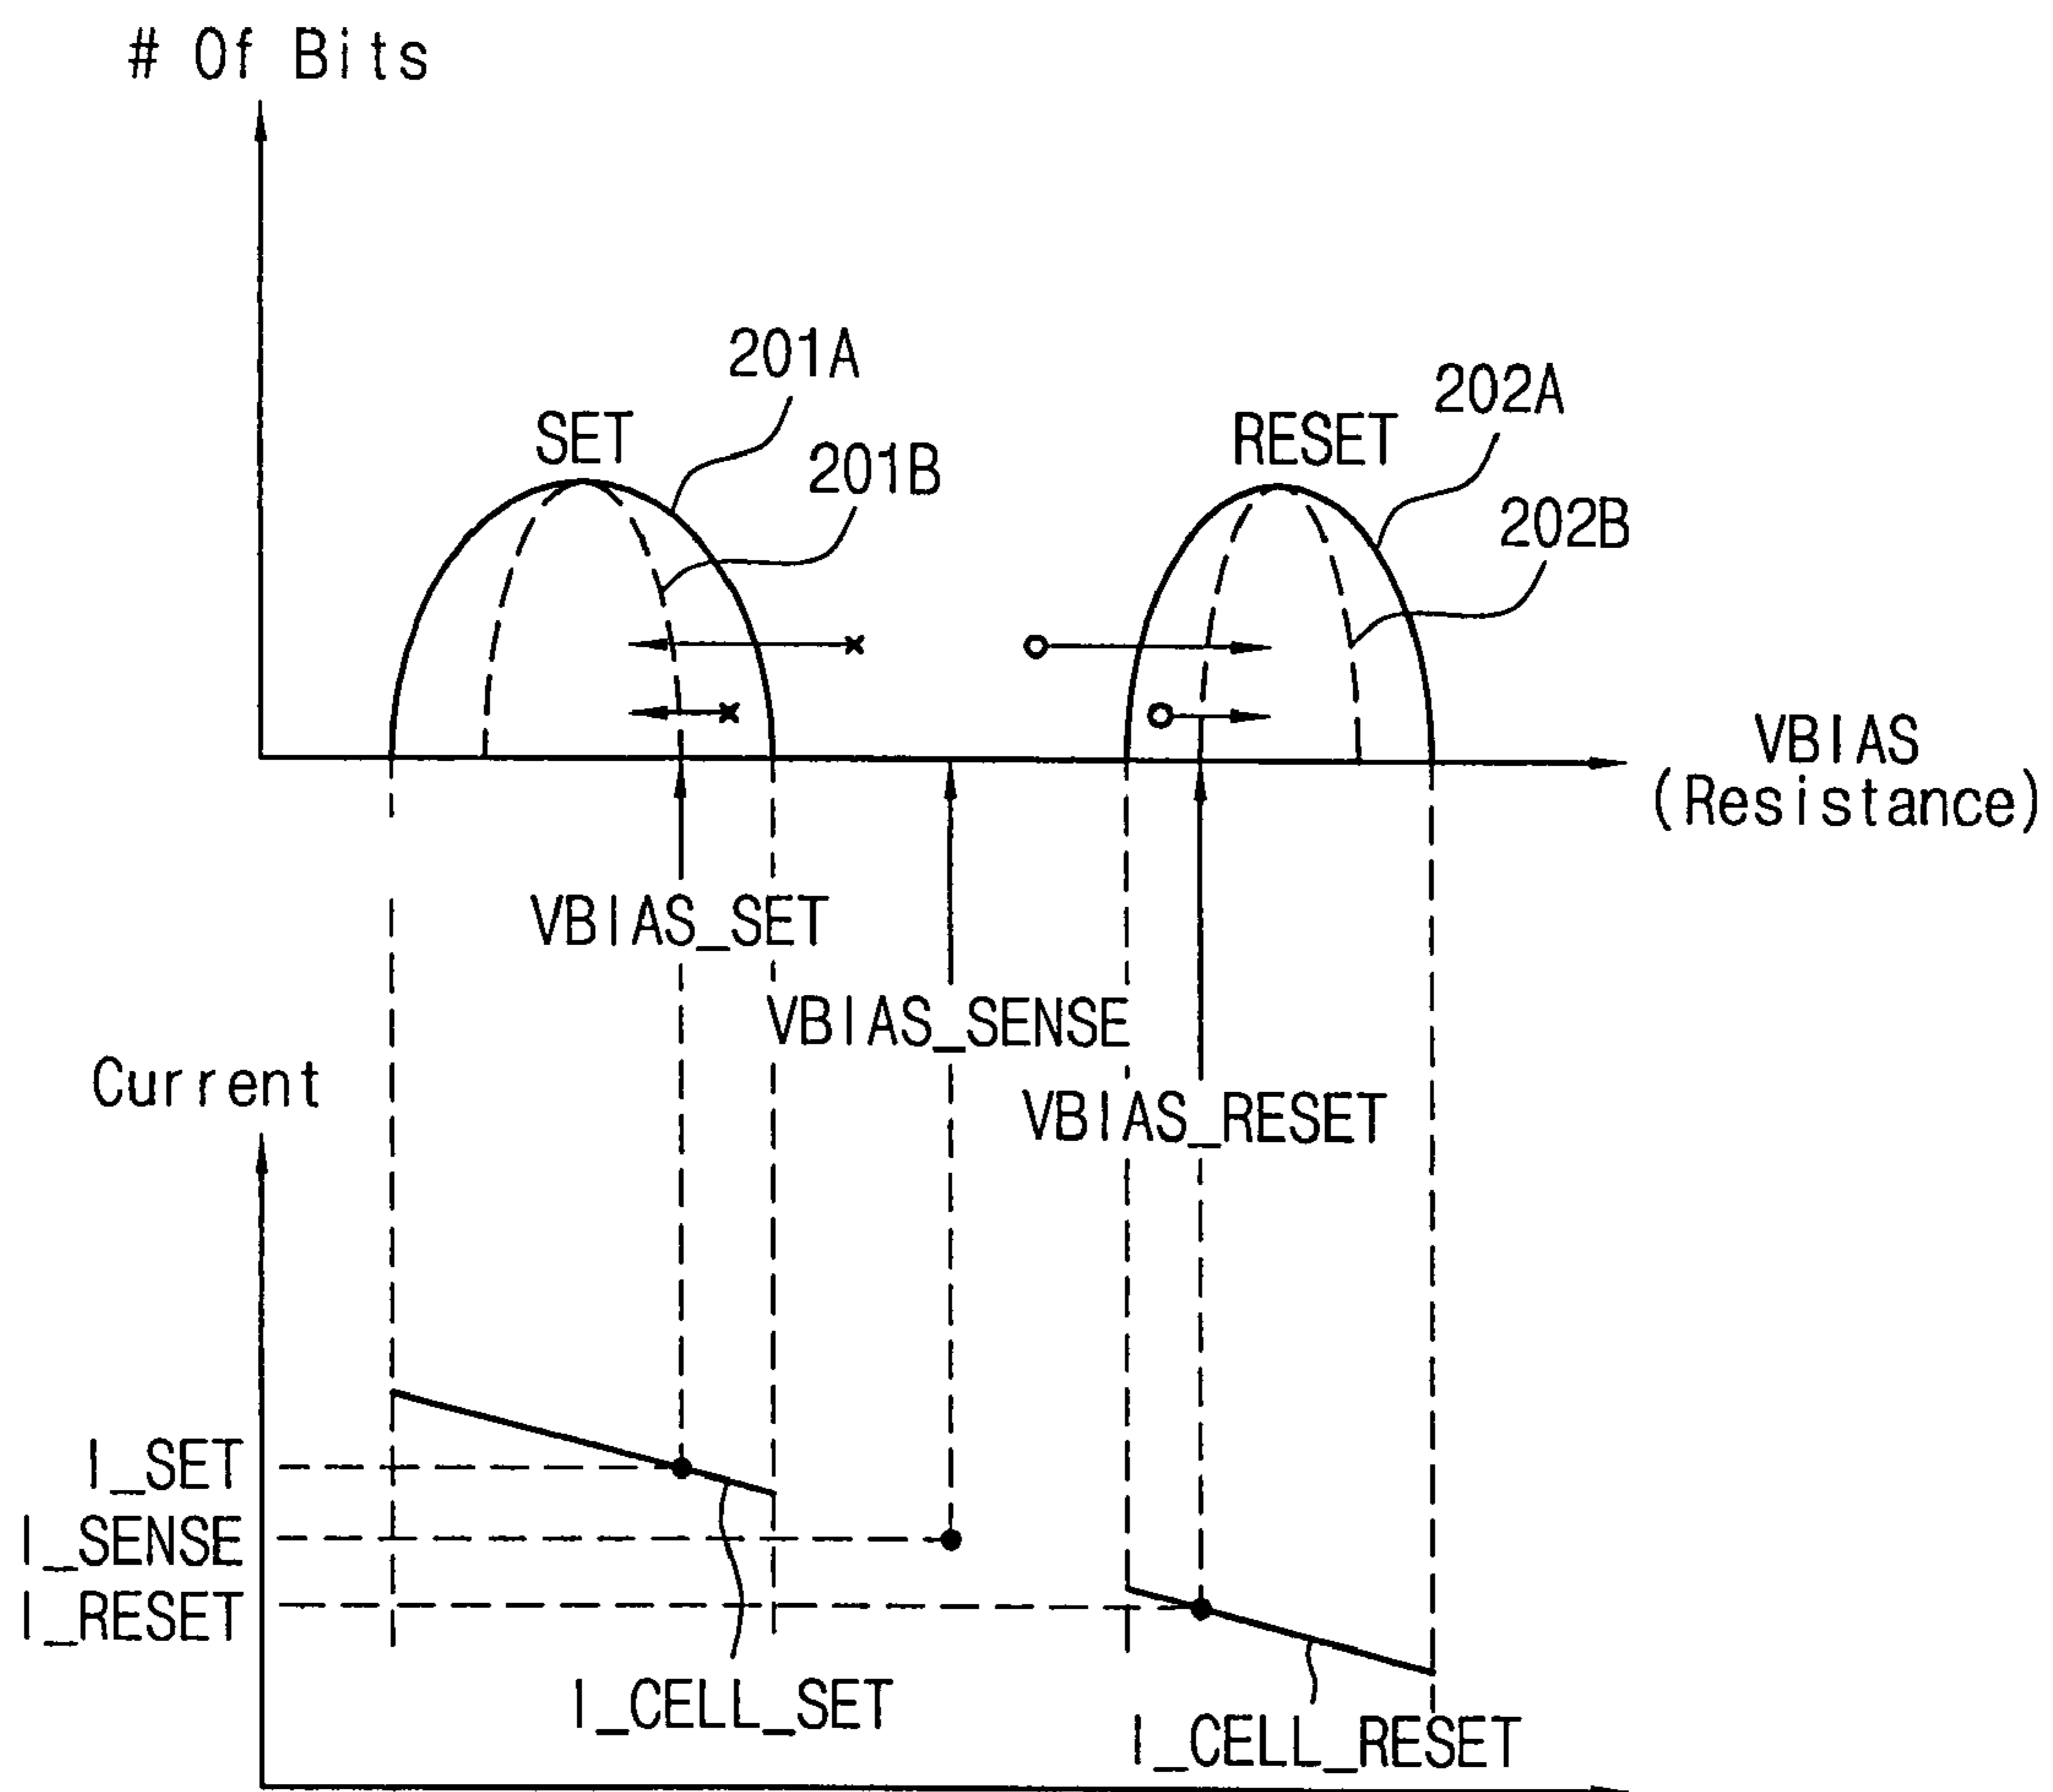 # Of Bits
201A
SET
201B
RESET
202A
202B
VBIAS
(Resistance)
VBIAS_SET
VBIAS_SENSE
VBIAS_RESET
Current
I_SET
I_SENSE
I_RESET
I_CELL_SET
I_CELL_RESET